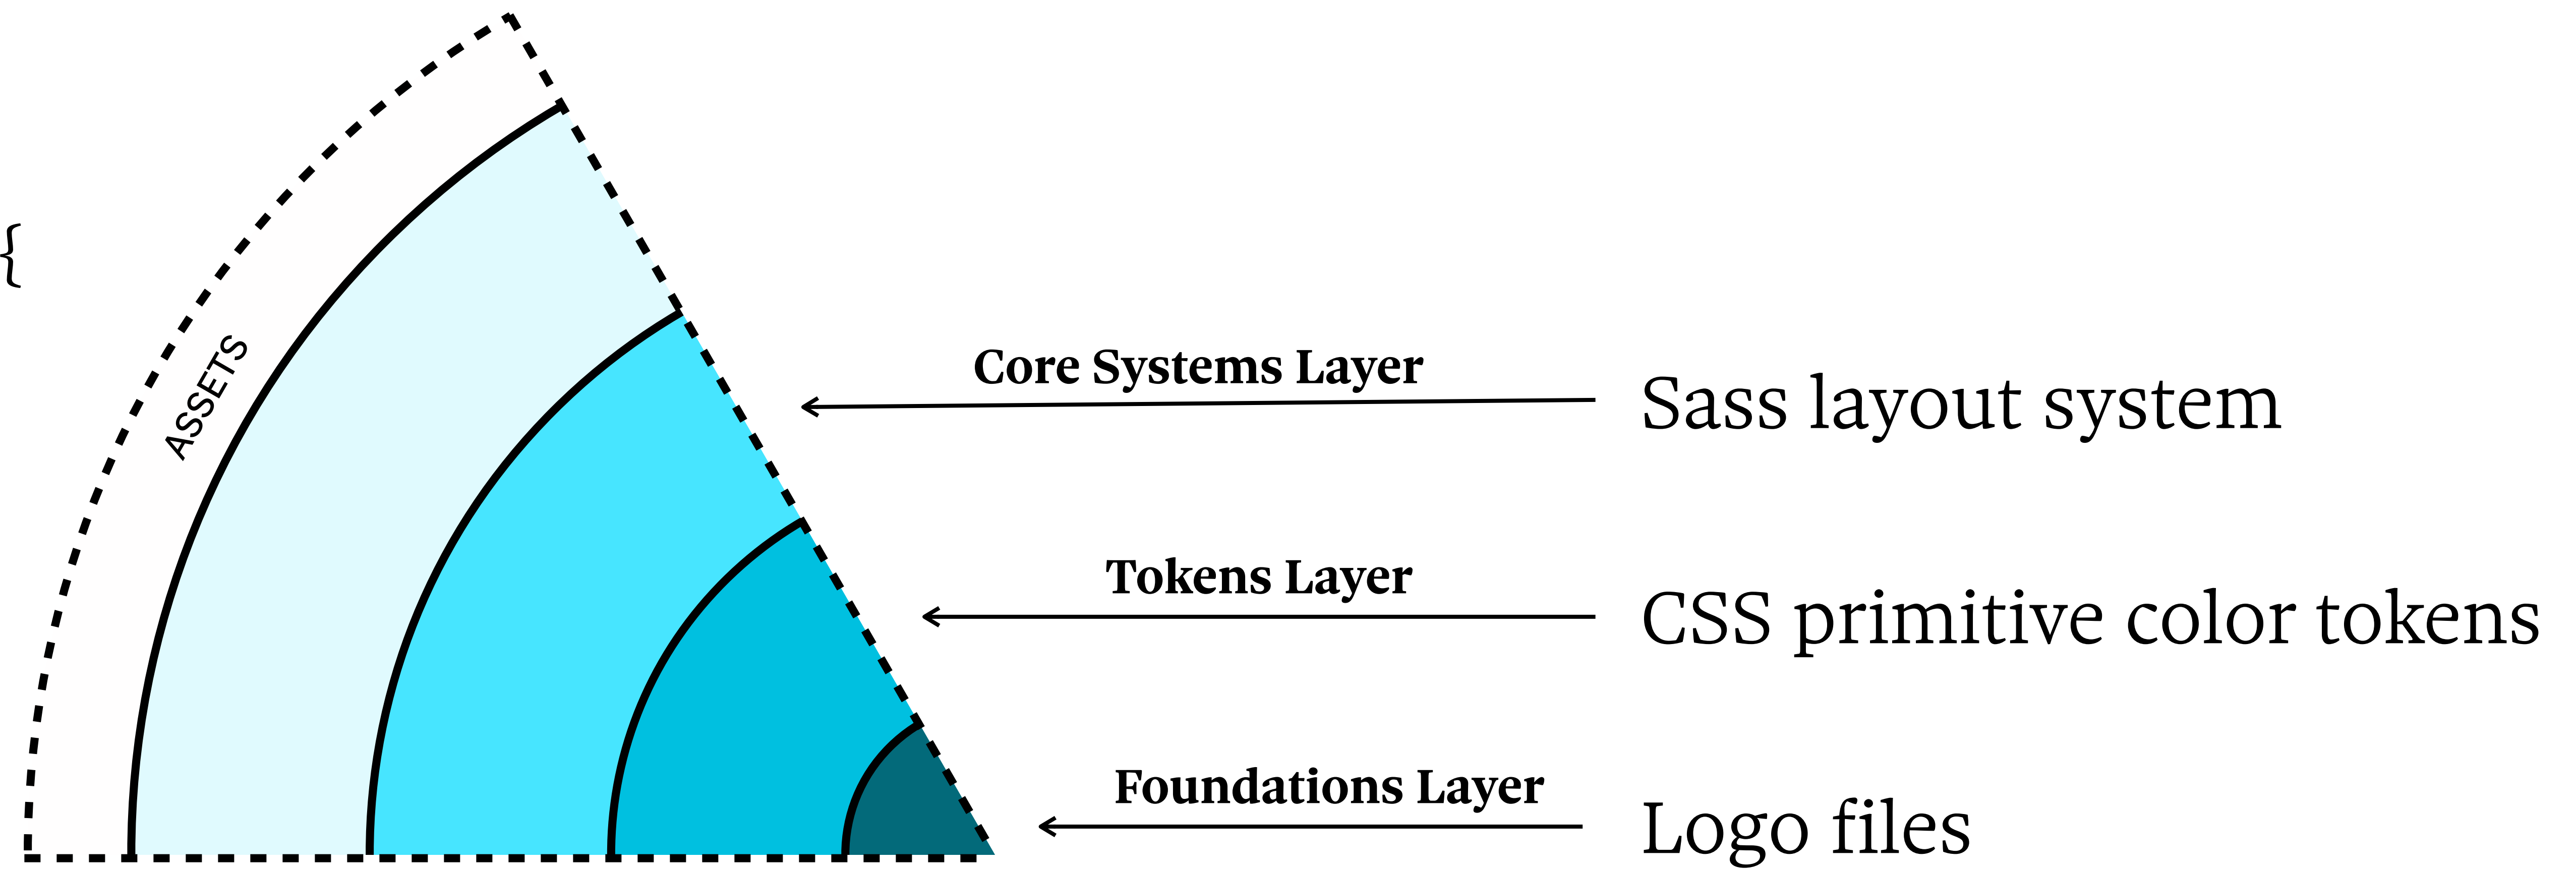 {
ASSETS
Core Systems Layer
Sass layout system
Tokens Layer
CSS primitive color tokens
Foundations Layer
Logo files